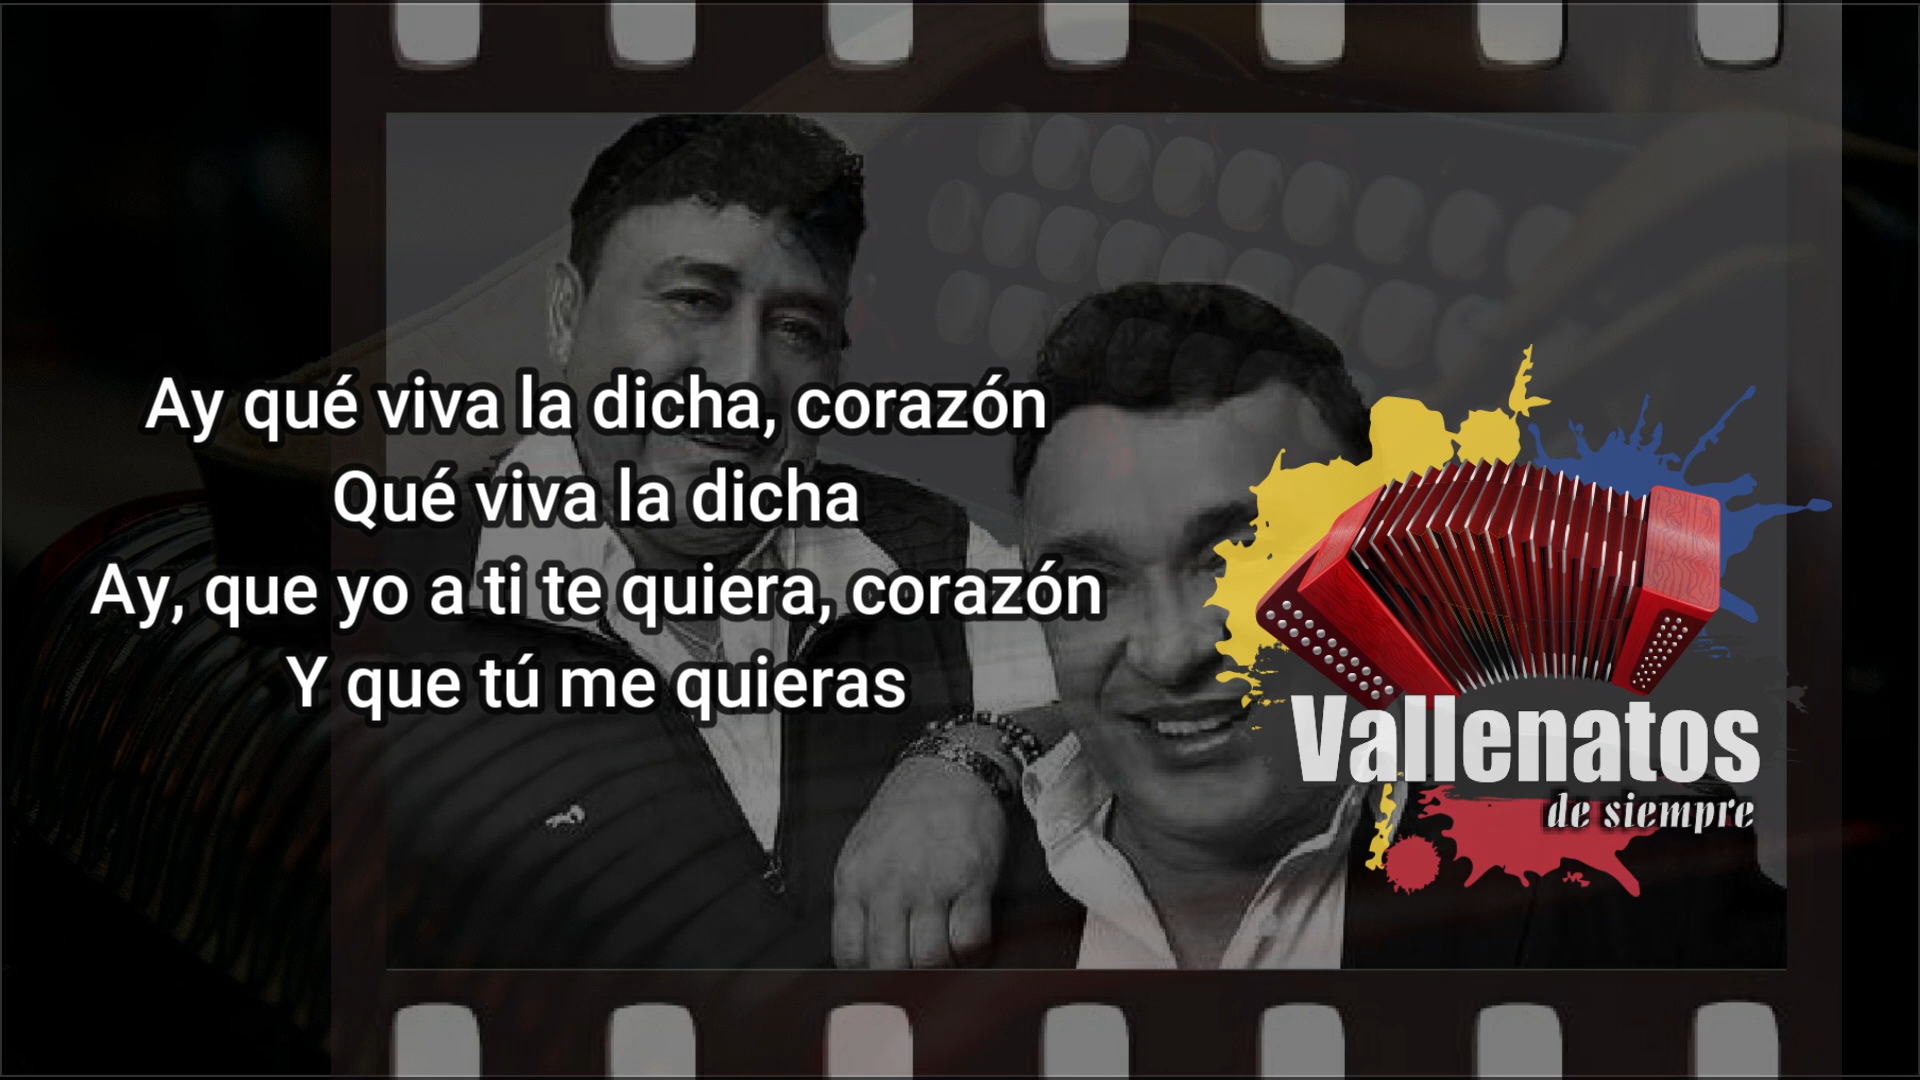 Ay qué viva la dicha, corazón
Qué viva la dicha
Ay, que yo a ti te quiera, corazón
Y que tú me quieras
Vallenatos
de siempre